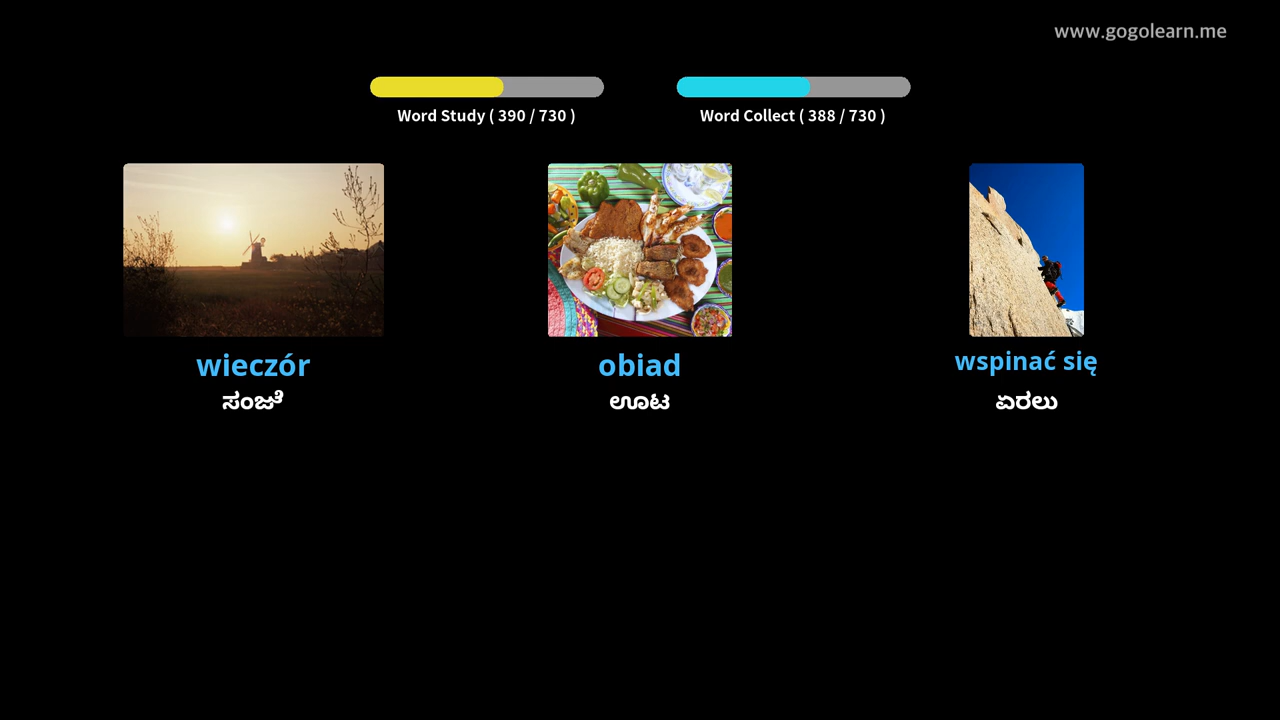 www.gogolearn.me
Word Study ( 390 / 730 )
Word Collect ( 388 / 730 )
wieczór
ಸಂಜೆ
obiad
ಊಟ
wspinać się
ಏರಲು